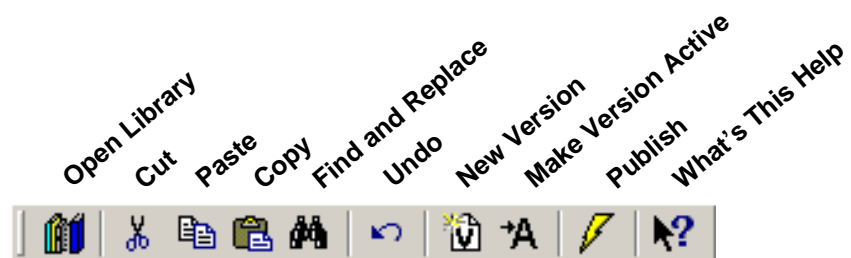 Open Library
Cut
Paste
Copy
Find and Replace
Undo
New Version
Make Version Active
Publish
What's This Help
V
A
?